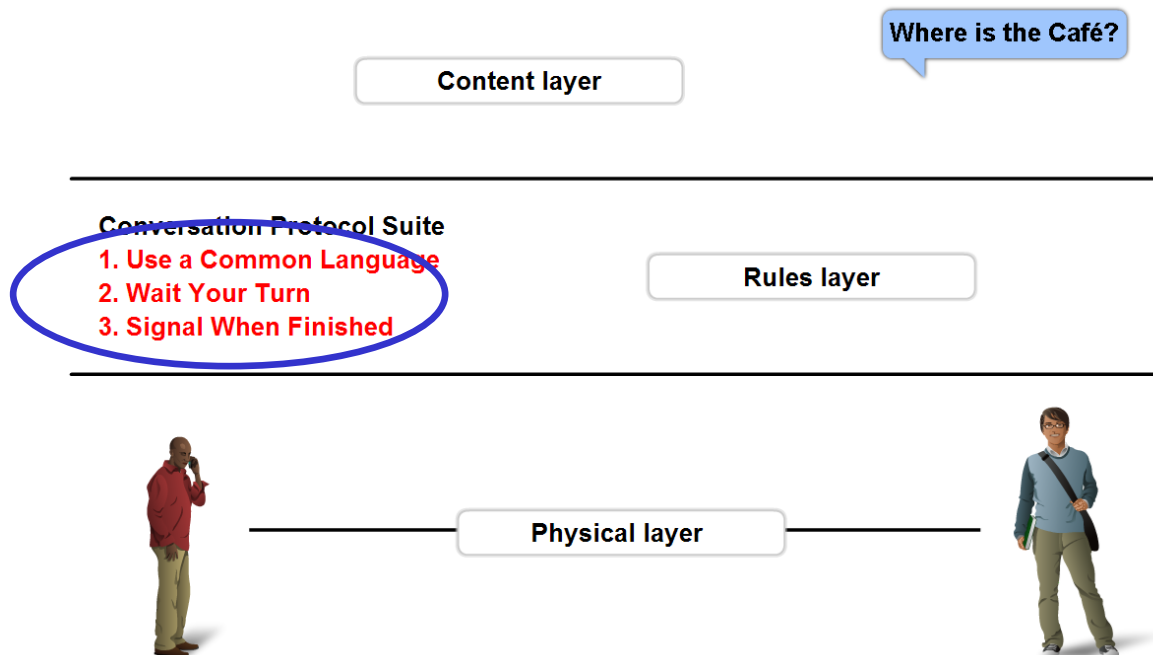 Where is the Café?
Content layer
Conversation Protocol Suite
1. Use a Common Language
2. Wait Your Turn
3. Signal When Finished
Rules layer
Physical layer